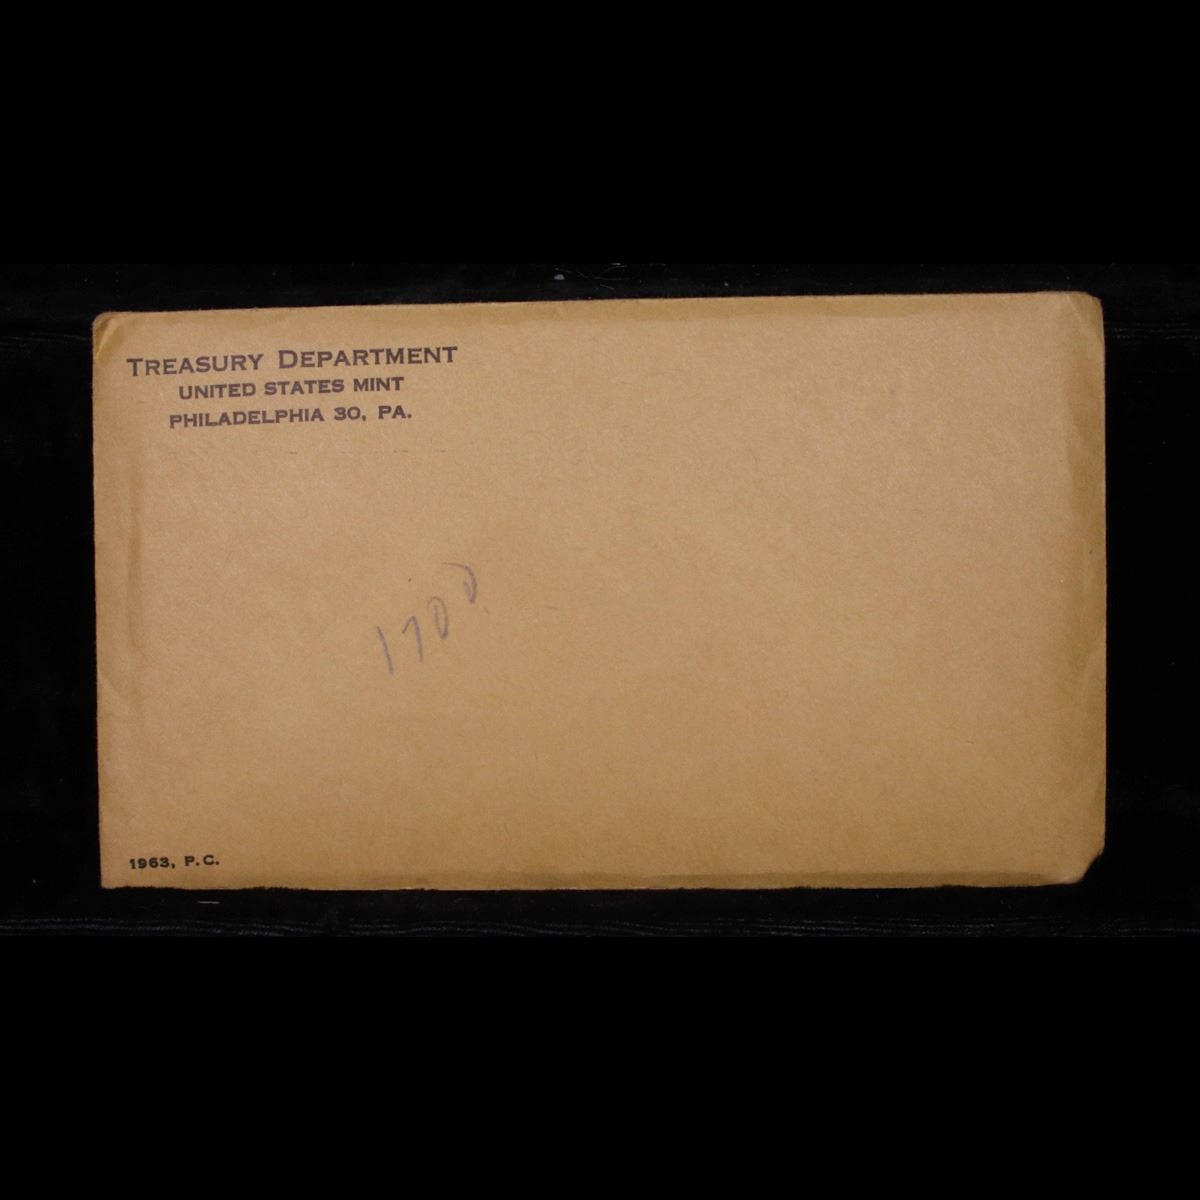 TREASURY DEPARTMENT
UNITED STATES MINT
PHILADELPHIA 30, PA.
1700
1963, P.C.